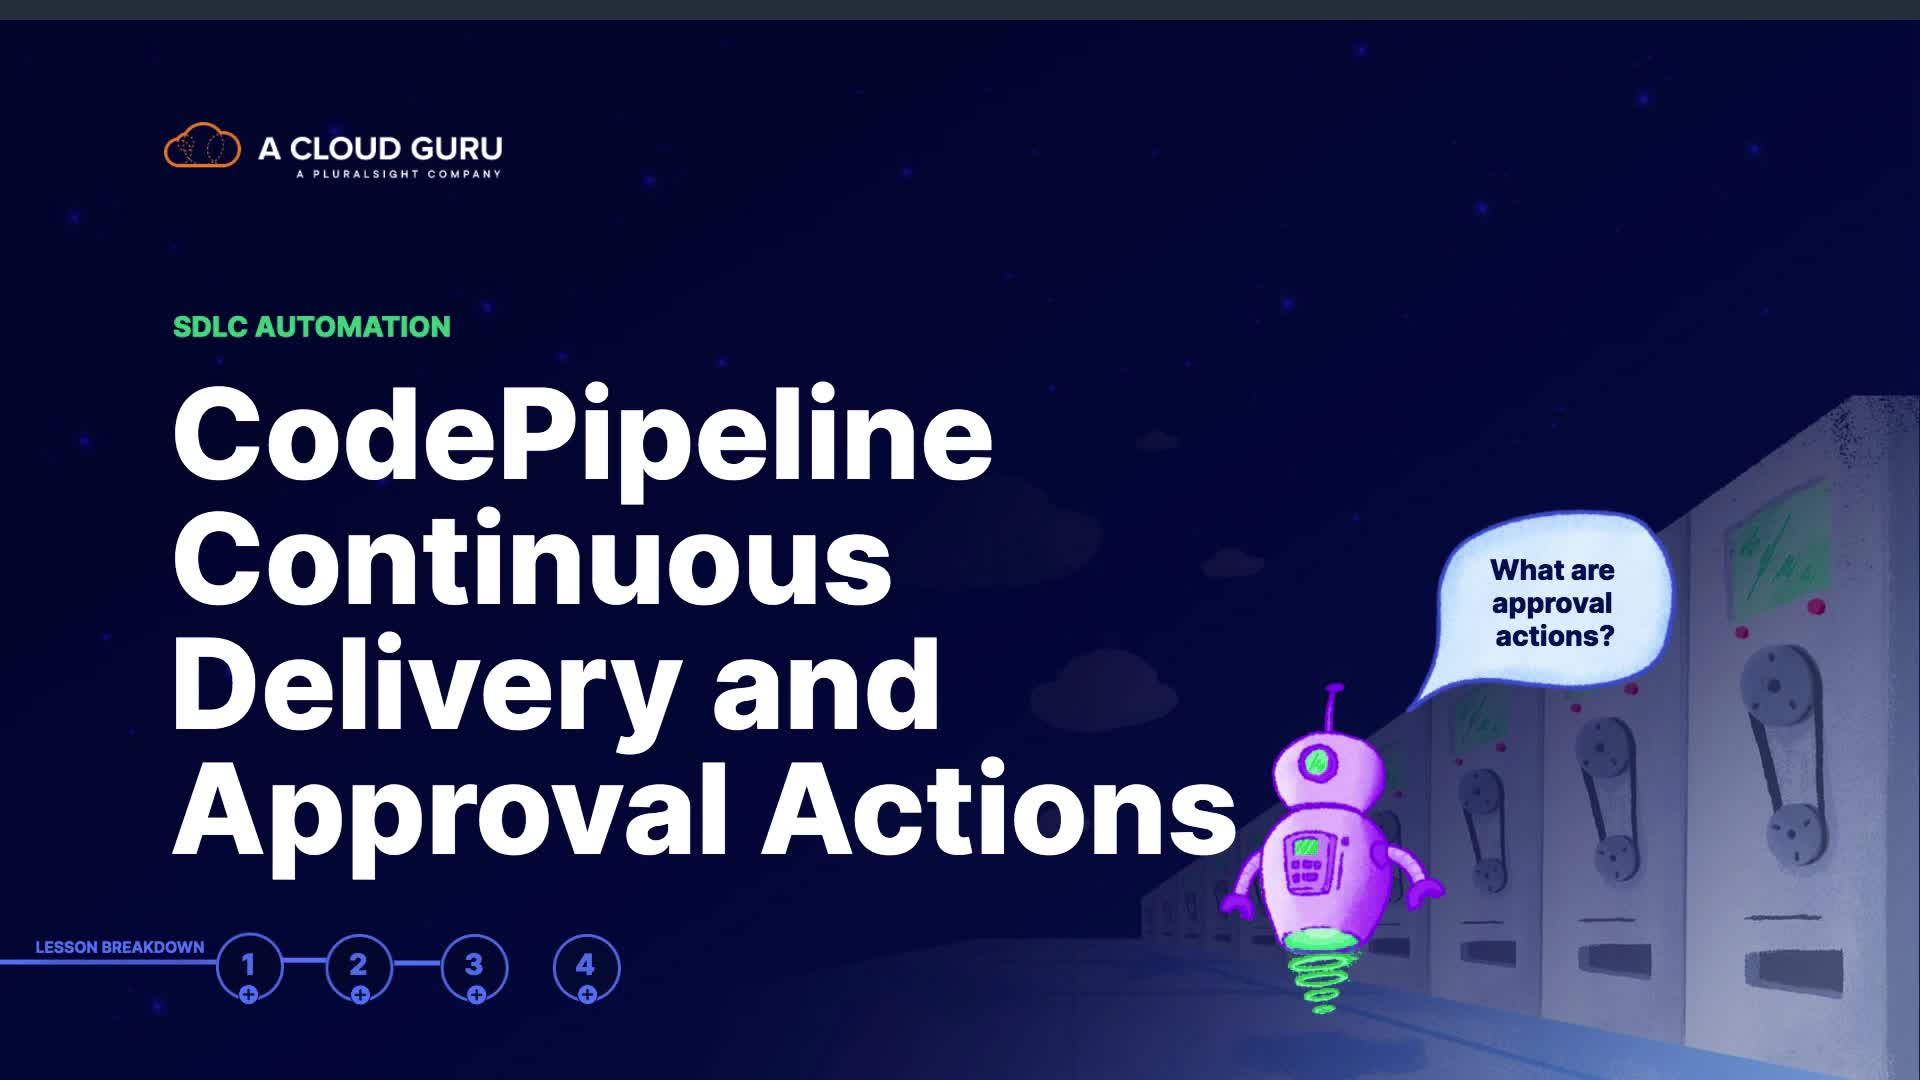 A CLOUD GURU
A PLURALSIGHT COMPANY
SDLC AUTOMATION
CodePipeline
Continuous
Delivery and
Approval Actions
What are
approval
actions?
LESSON BREAKDOWN
1
2
3
4